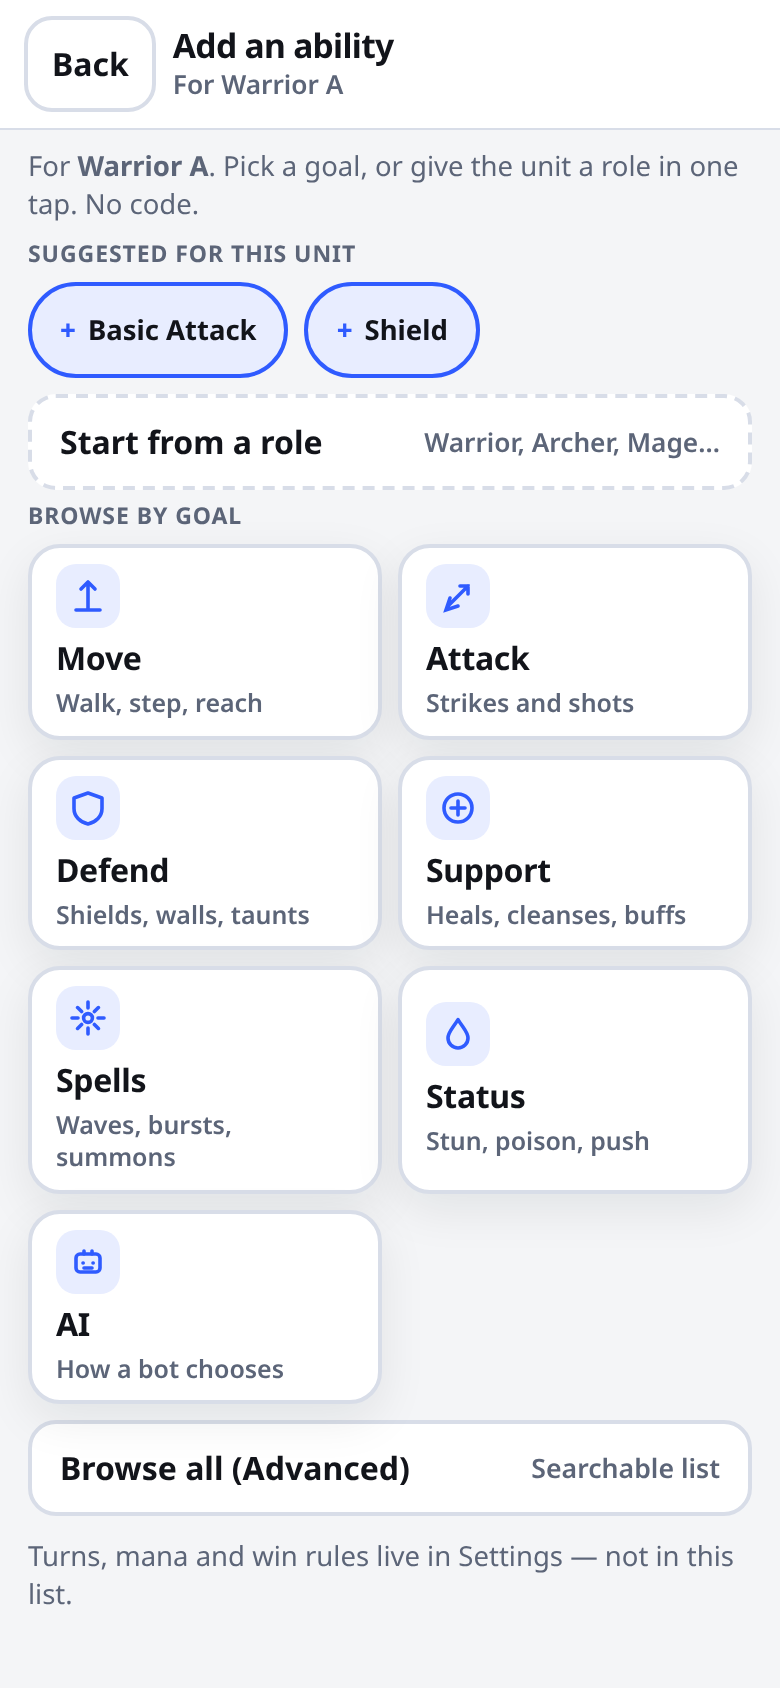 Back
Add an ability
For Warrior A
For Warrior A. Pick a goal, or give the unit a role in one
tap. No code.
SUGGESTED FOR THIS UNIT
+ Basic Attack
+ Shield
Start from a role
Warrior, Archer, Mage...
BROWSE BY GOAL
Move
Walk, step, reach
Attack
Strikes and shots
Defend
Shields, walls, taunts
Support
Heals, cleanses, buffs
Spells
Waves, bursts,
summons
Status
Stun, poison, push
AI
How a bot chooses
Browse all (Advanced)
Searchable list
Turns, mana and win rules live in Settings — not in this
list.